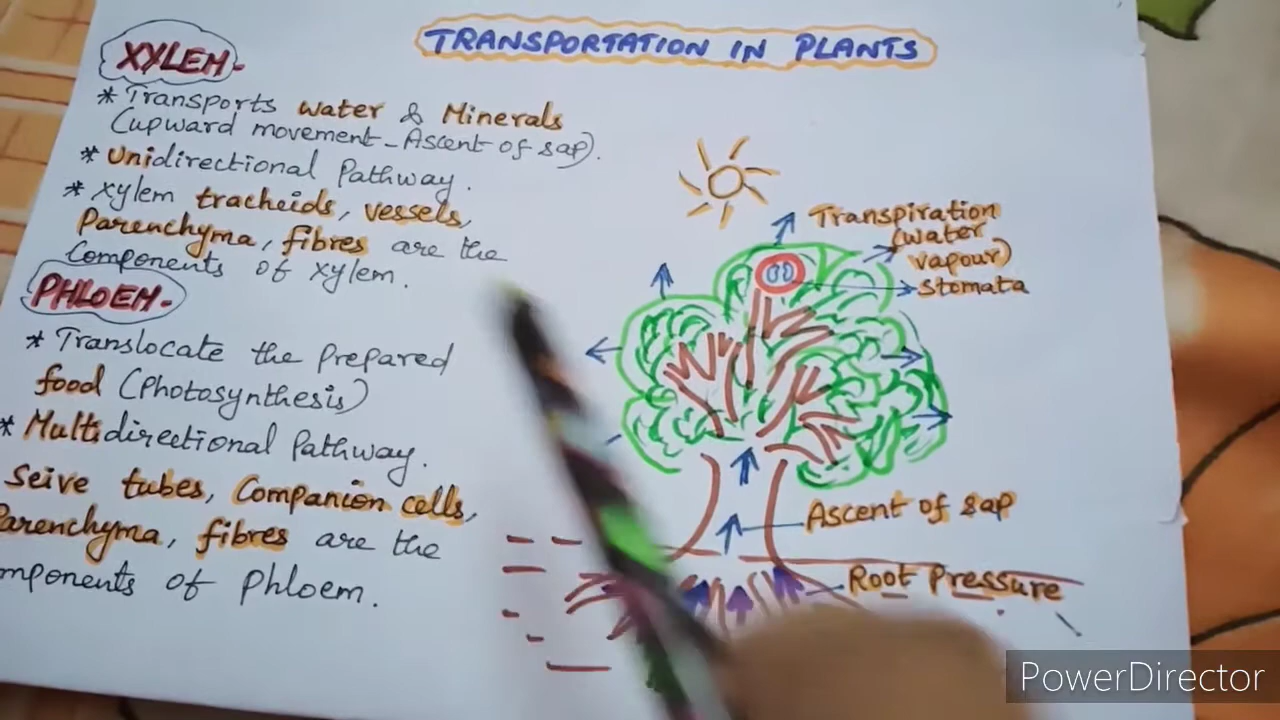 TRANSPORTATION IN PLANTS
XYLEM-
* Transports water & Minerals
(upward movement - Ascent of sap).
* Unidirectional Pathway.
* Xylem tracheids, vessels,
Parenchyma, fibres are the
Components of xylem.
PHLOEM-
* Translocate the prepared
food (Photosynthesis)
* Multidirectional Pathway.
Seive tubes, Companion cells,
Parenchyma, fibres are the
mponents of phloem.
Transpiration
(water
vapour)
Stomata
Ascent of sap
Root Pressure
PowerDirector